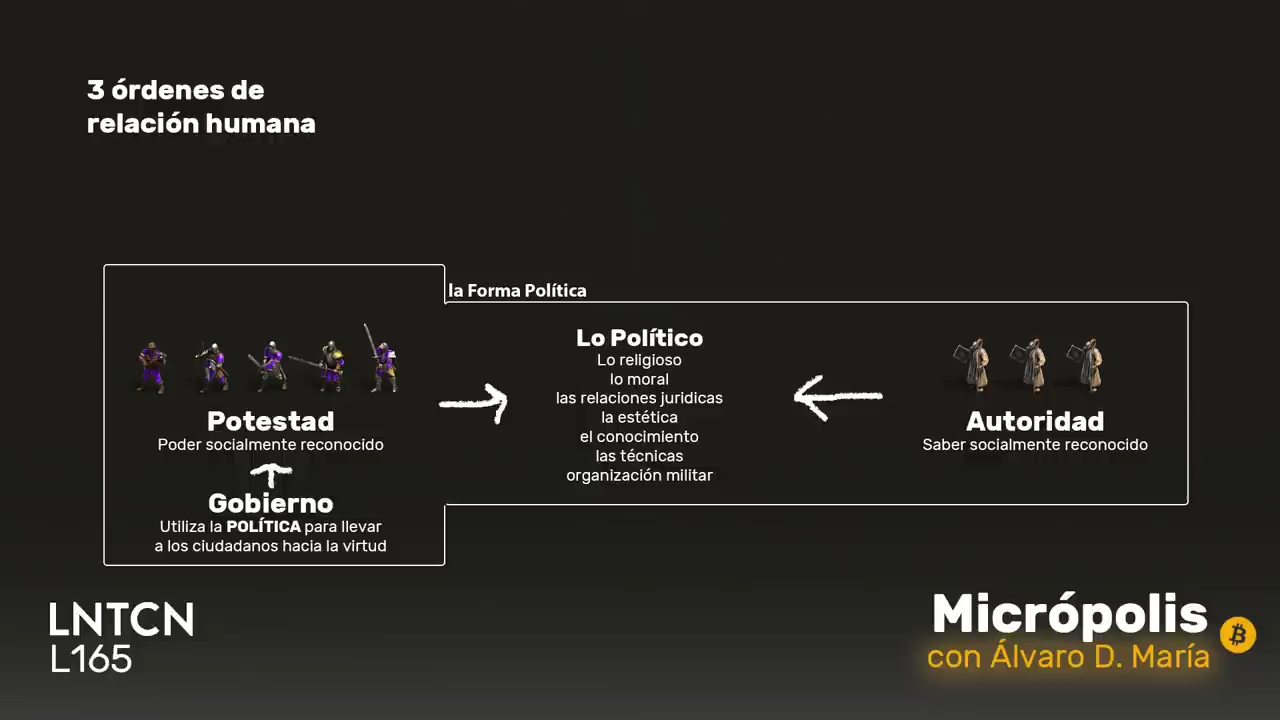 3 órdenes de
relación humana
la Forma Política
Potestad
Poder socialmente reconocido
Gobierno
Utiliza la POLÍTICA para llevar
a los ciudadanos hacia la virtud
Lo Político
Lo religioso
lo moral
las relaciones juridicas
la estética
el conocimiento
las técnicas
organización militar
Autoridad
Saber socialmente reconocido
LNTCN
L165
Micrópolis
con Álvaro D. María